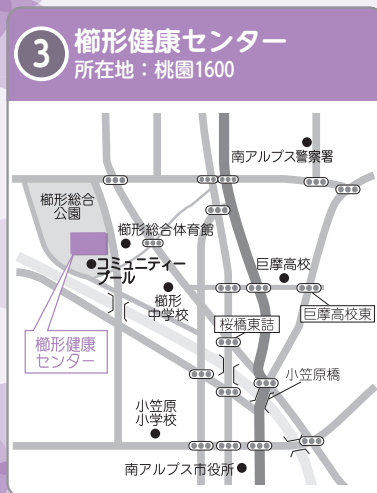 3
櫛形健康センター
所在地：桃園1600
南アルプス警察署
櫛形総合
公園
櫛形総合体育館
コミュニティー
プール
巨摩高校
櫛形
中学校
桜橋東詰
巨摩高校東
櫛形健康
センター
小笠原橋
小笠原
小学校
南アルプス市役所